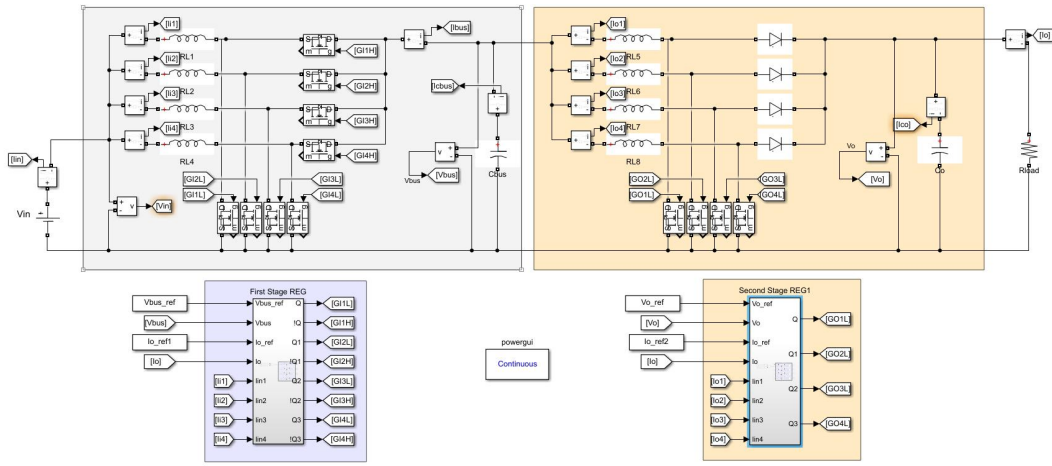 [Ii1]
[Ibus]
[Io1]
[Io]
RL1
[GI1H]
RL5
[Ii2]
[Io2]
[GI2H]
[Icbus]
RL2
RL6
[Ii3]
[Io3]
[GI3H]
RL3
RL7
[Ii4]
[Io4]
[GI4H]
[Ico]
[Iin]
RL4
RL8
Vbus
[Vbus]
Cbus
Vo
[Vo]
Co
Rload
[GI2L]
[GI3L]
[GO2L]
GO3L]
[GI1L]
[GI4L]
[GO1L]
GO4L]
Vin
[Vin]
First Stage REG
Vbus_ref
Vbus_ref
Q
[GI1L]
[Vbus]
Vbus
!Q
[GI1H]
Io_ref1
Io_ref
Q1
[GI2L]
[Io]
Io
!Q1
[GI2H]
[Ii1]
Iin1
Q2
[GI3L]
[Ii2]
Iin2
!Q2
[GI3H]
[Ii3]
Iin3
Q3
[GI4L]
[Ii4]
Iin4
!Q3
[GI4H]
powergui
Continuous
Second Stage REG1
Vo_ref
Vo_ref
Q
[GO1L]
[Vo]
Vo
Io_ref2
Io_ref
Q1
[GO2L]
[Io]
Io
[Io1]
Iin1
Q2
[GO3L]
[Io2]
Iin2
[Io3]
Iin3
Q3
[GO4L]
[Io4]
Iin4